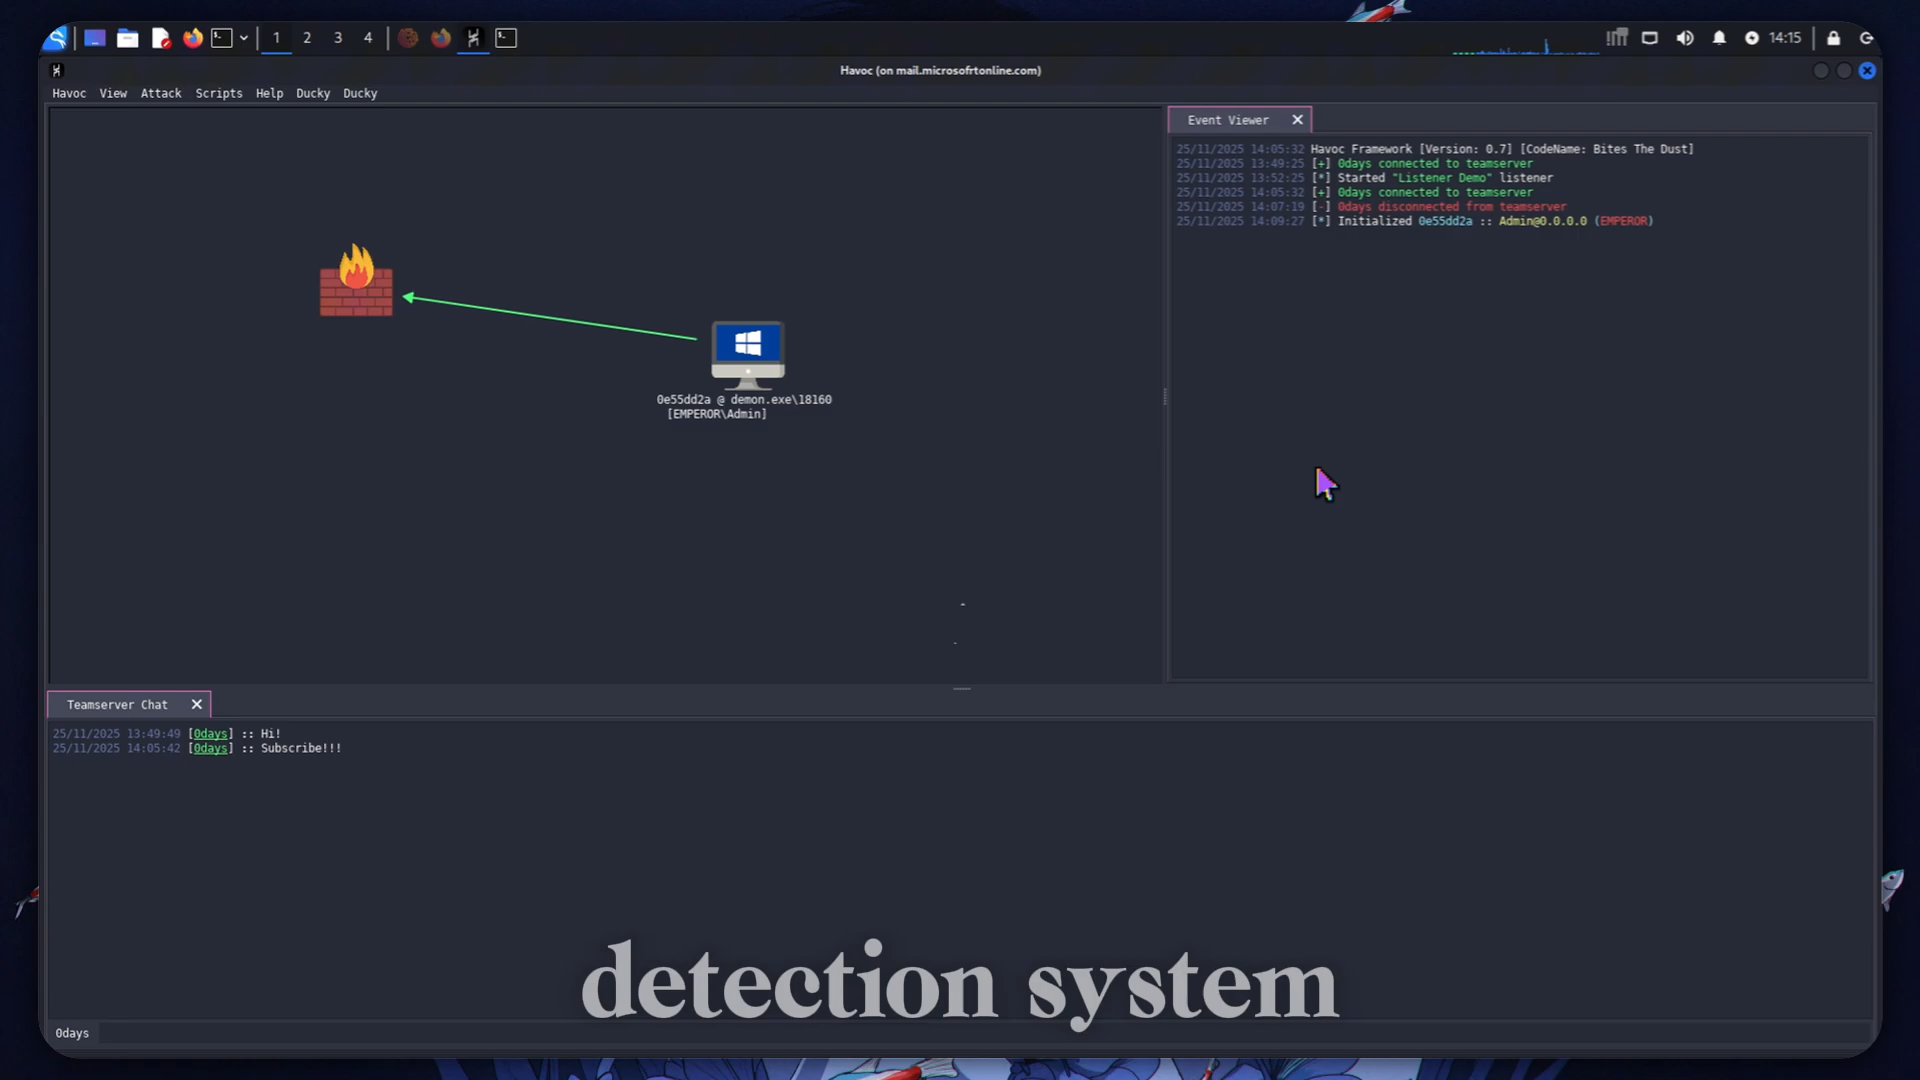 1 2 3 4
14:15
Havoc (on mail.microsofrtonline.com)
Havoc View Attack Scripts Help Ducky Ducky
Event Viewer
25/11/2025 14:05:32 Havoc Framework [Version: 0.7] [CodeName: Bites The Dust]
25/11/2025 13:49:25 [+] 0days connected to teamserver
25/11/2025 13:52:25 [*] Started "Listener Demo" listener
25/11/2025 14:05:32 [+] 0days connected to teamserver
25/11/2025 14:07:19 [-] 0days disconnected from teamserver
25/11/2025 14:09:27 [*] Initialized 0e55dd2a :: Admin@0.0.0.0 (EMPEROR)
0e55dd2a @ demon.exe\18160
[EMPEROR\Admin]
Teamserver Chat
25/11/2025 13:49:49 [0days] :: Hi!
25/11/2025 14:05:42 [0days] :: Subscribe!!!
detection system
0days